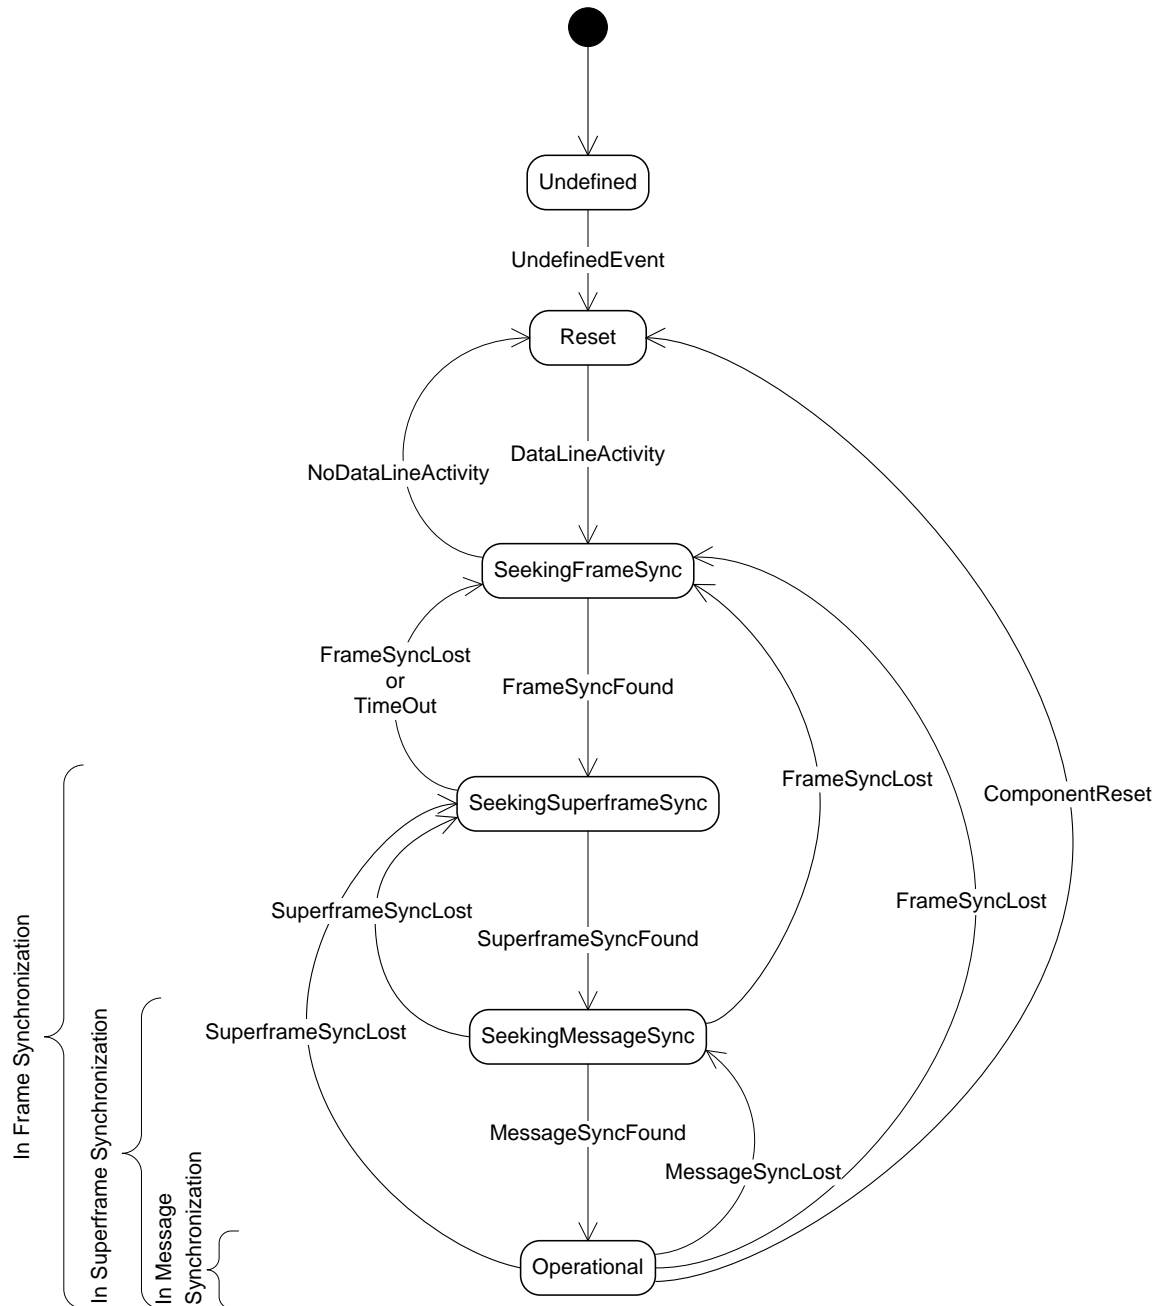 Undefined
UndefinedEvent
Reset
DataLineActivity
NoDataLineActivity
SeekingFrameSync
FrameSyncLost
or
TimeOut
FrameSyncFound
FrameSyncLost
ComponentReset
SeekingSuperframeSync
SuperframeSyncLost
FrameSyncLost
SuperframeSyncFound
SuperframeSyncLost
SeekingMessageSync
MessageSyncFound
MessageSyncLost
Operational
In Frame Synchronization
In Superframe Synchronization
In Message
Synchronization